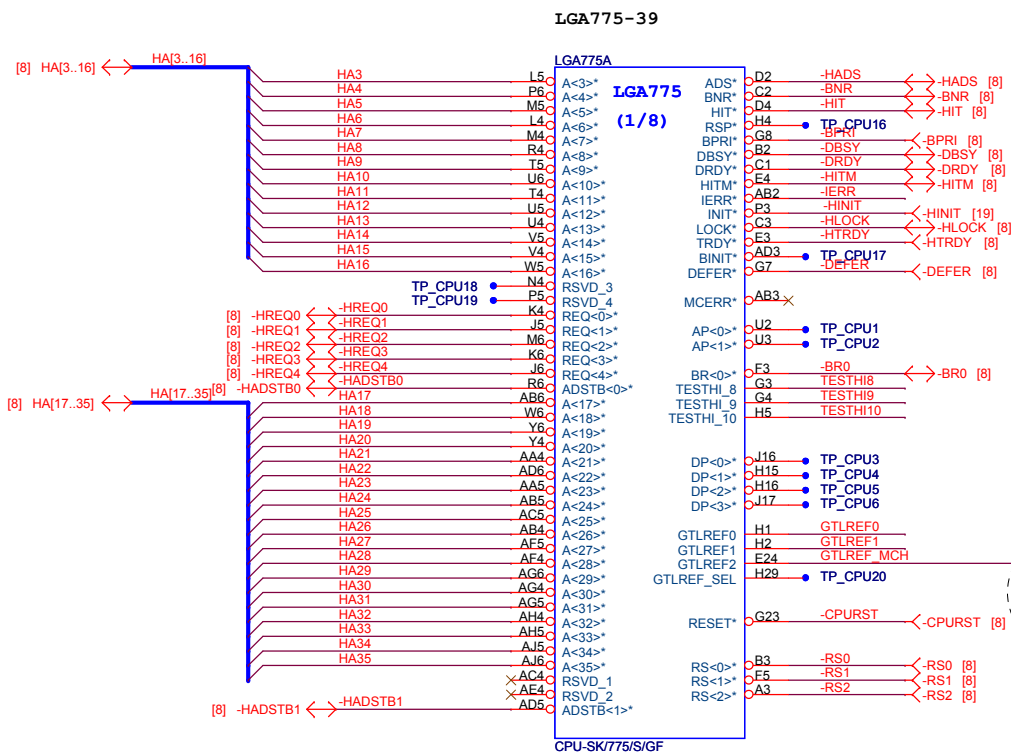 LGA775-39
LGA775A
LGA775
(1/8)
[8] HA[3..16] HA[3..16]
HA3 L5 A<3>*
HA4 P6 A<4>*
HA5 M5 A<5>*
HA6 L4 A<6>*
HA7 M4 A<7>*
HA8 R4 A<8>*
HA9 T5 A<9>*
HA10 U6 A<10>*
HA11 T4 A<11>*
HA12 U5 A<12>*
HA13 U4 A<13>*
HA14 V5 A<14>*
HA15 V4 A<15>*
HA16 W5 A<16>*
TP_CPU18 N4 RSVD_3
TP_CPU19 P5 RSVD_4
[8] -HREQ0 -HREQ0 K4 REQ<0>*
[8] -HREQ1 -HREQ1 J5 REQ<1>*
[8] -HREQ2 -HREQ2 M6 REQ<2>*
[8] -HREQ3 -HREQ3 K6 REQ<3>*
[8] -HREQ4 -HREQ4 J6 REQ<4>*
[8] -HADSTB0 -HADSTB0 R6 ADSTB<0>*
[8] HA[17..35] HA[17..35]
HA17 AB6 A<17>*
HA18 W6 A<18>*
HA19 Y6 A<19>*
HA20 Y4 A<20>*
HA21 AA4 A<21>*
HA22 AD6 A<22>*
HA23 AA5 A<23>*
HA24 AB5 A<24>*
HA25 AC5 A<25>*
HA26 AB4 A<26>*
HA27 AF5 A<27>*
HA28 AF4 A<28>*
HA29 AG6 A<29>*
HA30 AG4 A<30>*
HA31 AG5 A<31>*
HA32 AH4 A<32>*
HA33 AH5 A<33>*
HA34 AJ5 A<34>*
HA35 AJ6 A<35>*
AC4 RSVD_1
AE4 RSVD_2
[8] -HADSTB1 -HADSTB1 AD5 ADSTB<1>*
ADS* D2 -HADS -HADS [8]
BNR* C2 -BNR -BNR [8]
HIT* D4 -HIT -HIT [8]
RSP* H4 TP_CPU16
BPRI* G8 -BPRI -BPRI [8]
DBSY* B2 -DBSY -DBSY [8]
DRDY* C1 -DRDY -DRDY [8]
HITM* E4 -HITM -HITM [8]
IERR* AB2 -IERR
INIT* P3 -HINIT -HINIT [19]
LOCK* C3 -HLOCK -HLOCK [8]
TRDY* E3 -HTRDY -HTRDY [8]
BINIT* AD3 TP_CPU17
DEFER* G7 -DEFER -DEFER [8]
MCERR* AB3
AP<0>* U2 TP_CPU1
AP<1>* U3 TP_CPU2
BR<0>* F3 -BR0 -BR0 [8]
TESTHI_8 G3 TESTHI8
TESTHI_9 G4 TESTHI9
TESTHI_10 H5 TESTHI10
DP<0>* J16 TP_CPU3
DP<1>* H15 TP_CPU4
DP<2>* H16 TP_CPU5
DP<3>* J17 TP_CPU6
GTLREF0 H1 GTLREF0
GTLREF1 H2 GTLREF1
GTLREF2 E24 GTLREF_MCH
GTLREF_SEL H29 TP_CPU20
RESET* G23 -CPURST -CPURST [8]
RS<0>* B3 -RS0 -RS0 [8]
RS<1>* F5 -RS1 -RS1 [8]
RS<2>* A3 -RS2 -RS2 [8]
CPU-SK/775/S/GF